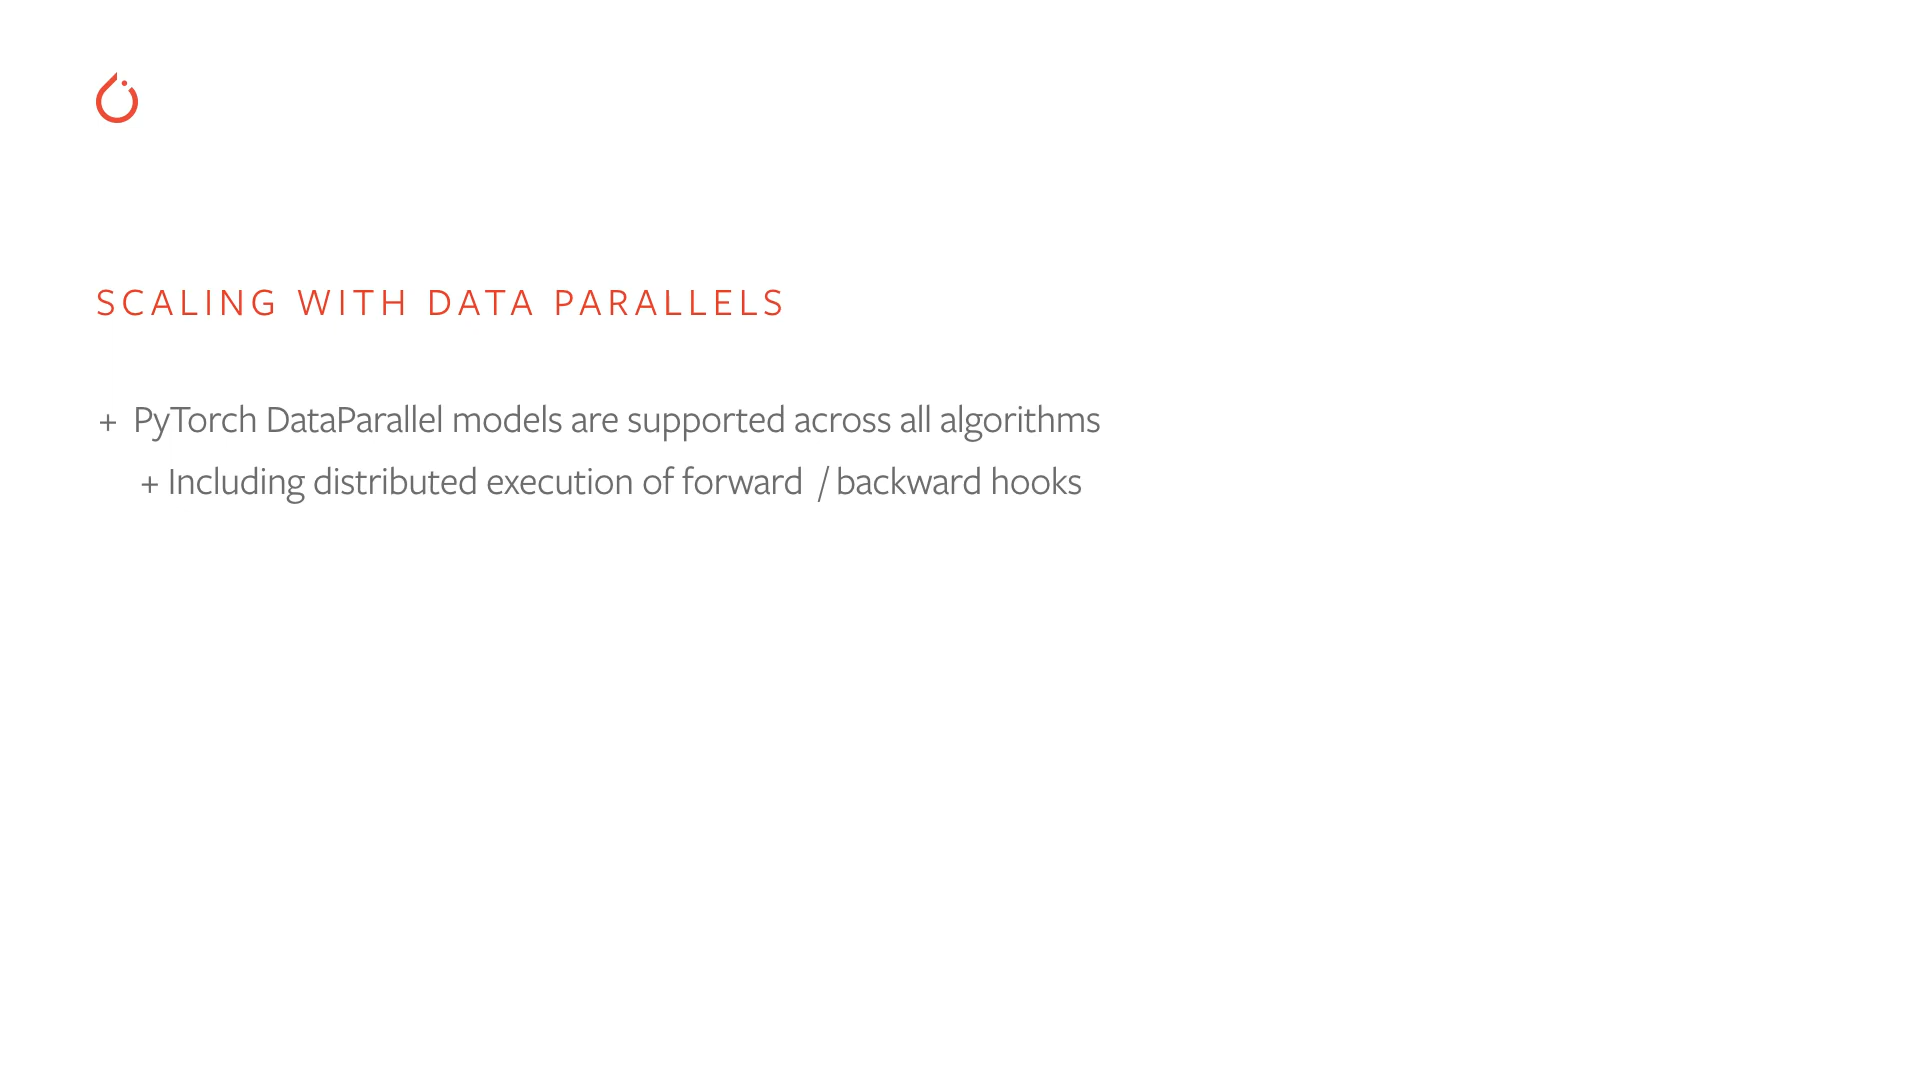 SCALING WITH DATA PARALLELS
+ PyTorch DataParallel models are supported across all algorithms
+ Including distributed execution of forward / backward hooks